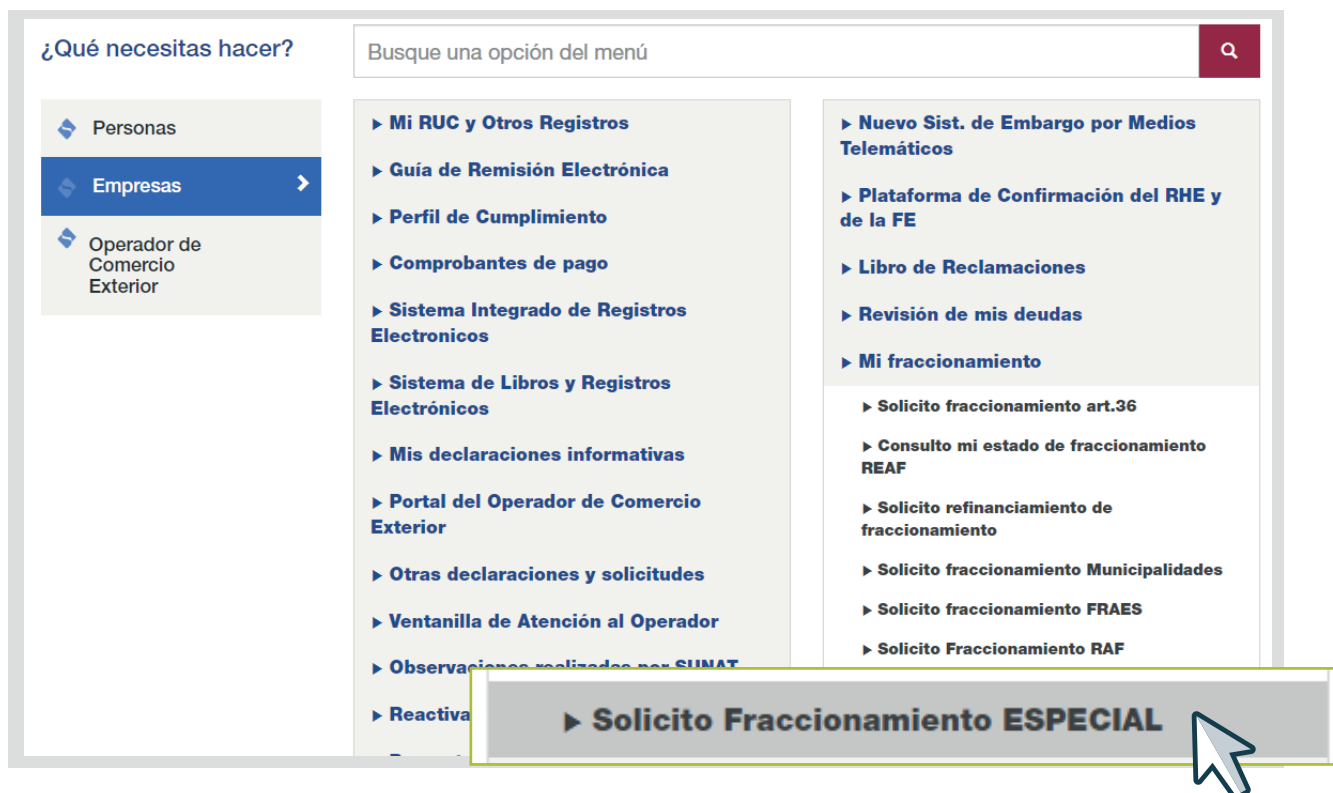 ¿Qué necesitas hacer?
Busque una opción del menú
Personas
Empresas
Operador de
Comercio
Exterior
▶ Mi RUC y Otros Registros
▶ Guía de Remisión Electrónica
▶ Perfil de Cumplimiento
▶ Comprobantes de pago
▶ Sistema Integrado de Registros
Electronicos
▶ Sistema de Libros y Registros
Electrónicos
▶ Mis declaraciones informativas
▶ Portal del Operador de Comercio
Exterior
▶ Otras declaraciones y solicitudes
▶ Ventanilla de Atención al Operador
▶ Observaciones realizadas por SUNAT
▶ Reactiva
▶ Nuevo Sist. de Embargo por Medios
Telemáticos
▶ Plataforma de Confirmación del RHE y
de la FE
▶ Libro de Reclamaciones
▶ Revisión de mis deudas
▶ Mi fraccionamiento
▶ Solicito fraccionamiento art.36
▶ Consulto mi estado de fraccionamiento
REAF
▶ Solicito refinanciamiento de
fraccionamiento
▶ Solicito fraccionamiento Municipalidades
▶ Solicito fraccionamiento FRAES
▶ Solicito Fraccionamiento RAF
▶ Solicito Fraccionamiento ESPECIAL